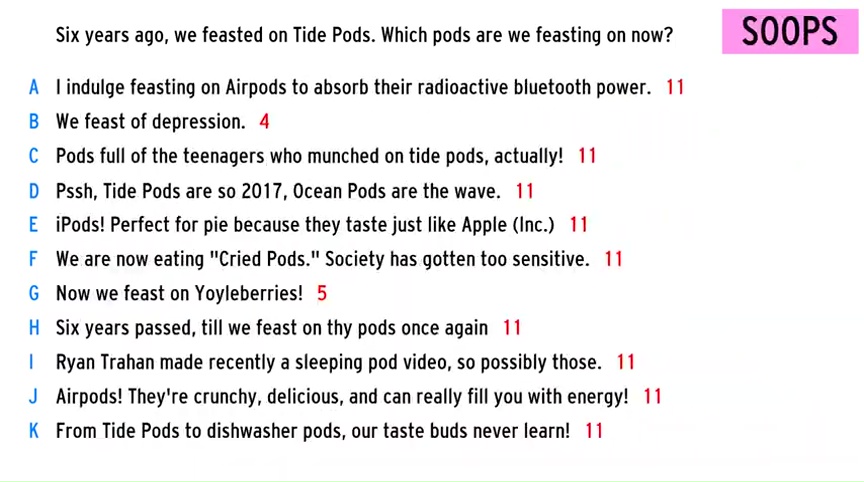 Six years ago, we feasted on Tide Pods. Which pods are we feasting on now?
SOOPS
A I indulge feasting on Airpods to absorb their radioactive bluetooth power. 11
B We feast of depression. 4
C Pods full of the teenagers who munched on tide pods, actually! 11
D Pssh, Tide Pods are so 2017, Ocean Pods are the wave. 11
E iPods! Perfect for pie because they taste just like Apple (Inc.) 11
F We are now eating "Cried Pods." Society has gotten too sensitive. 11
G Now we feast on Yoyleberries! 5
H Six years passed, till we feast on thy pods once again 11
I Ryan Trahan made recently a sleeping pod video, so possibly those. 11
J Airpods! They're crunchy, delicious, and can really fill you with energy! 11
K From Tide Pods to dishwasher pods, our taste buds never learn! 11